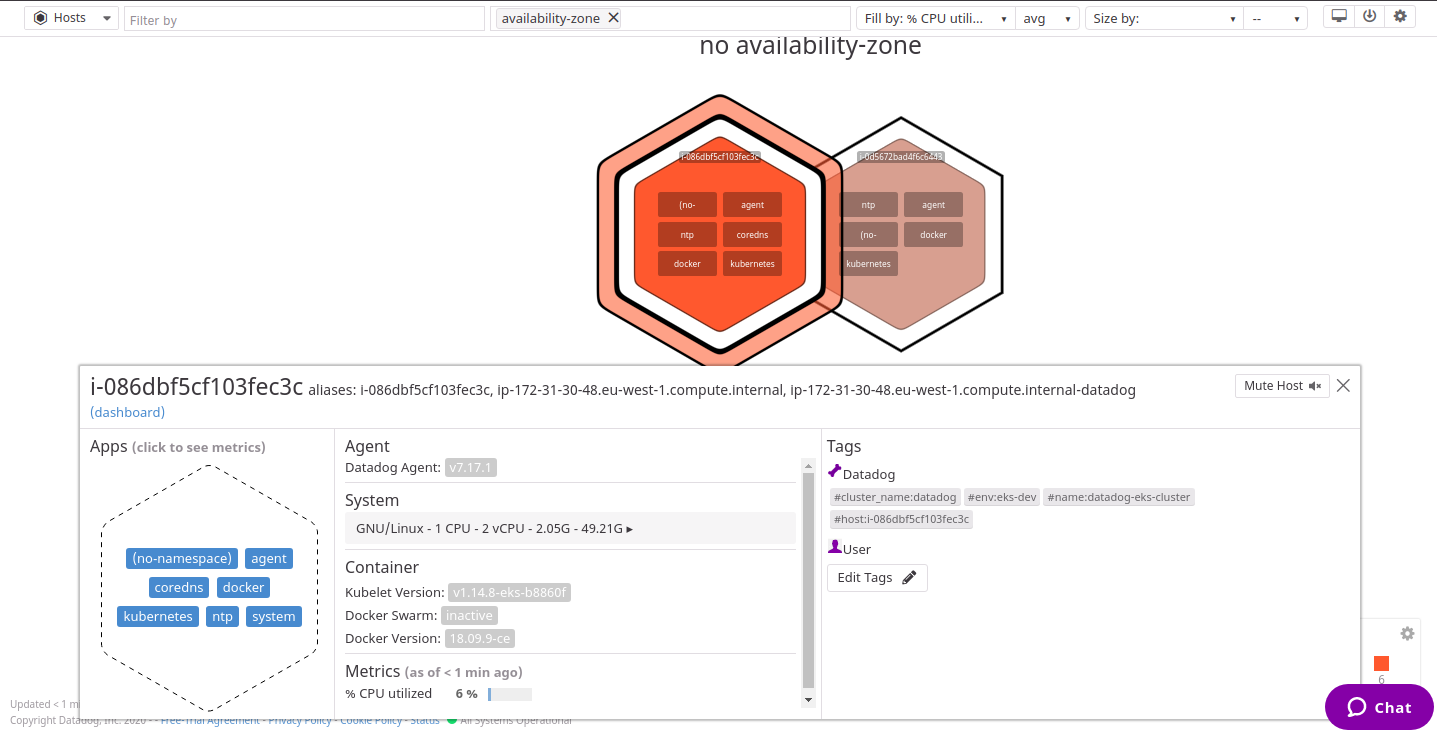 Hosts
Filter by
availability-zone
Fill by: % CPU utili...
avg
Size by:
--
no availability-zone
i-086dbf5cf103fec3c
(no-
agent
ntp
coredns
docker
kubernetes
i-0d5672bad4f6c6443
ntp
agent
(no-
docker
kubernetes
i-086dbf5cf103fec3c aliases: i-086dbf5cf103fec3c, ip-172-31-30-48.eu-west-1.compute.internal, ip-172-31-30-48.eu-west-1.compute.internal-datadog
Mute Host
(dashboard)
Apps (click to see metrics)
(no-namespace) agent
coredns docker
kubernetes ntp system
Agent
Datadog Agent: v7.17.1
System
GNU/Linux - 1 CPU - 2 vCPU - 2.05G - 49.21G ▸
Container
Kubelet Version: v1.14.8-eks-b8860f
Docker Swarm: inactive
Docker Version: 18.09.9-ce
Metrics (as of < 1 min ago)
% CPU utilized 6 %
Tags
Datadog
#cluster_name:datadog #env:eks-dev #name:datadog-eks-cluster
#host:i-086dbf5cf103fec3c
User
Edit Tags
6
Updated < 1 m
Copyright Datadog, Inc. 2020 - - Free-Trial Agreement - Privacy Policy - Cookie Policy - Status All Systems Operational
Chat